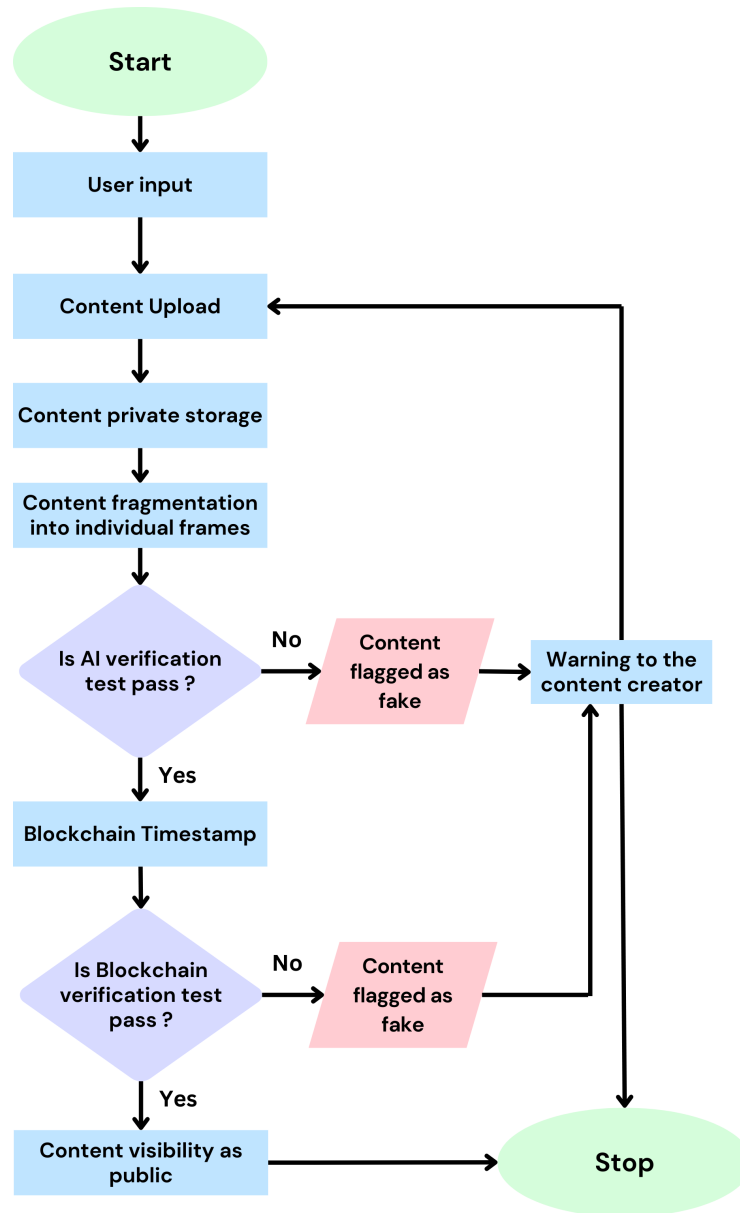 Start
User input
Content Upload
Content private storage
Content fragmentation
into individual frames
Is AI verification
test pass ?
No
Content
flagged as
fake
Warning to the
content creator
Yes
Blockchain Timestamp
Is Blockchain
verification test
pass ?
No
Content
flagged as
fake
Yes
Content visibility as
public
Stop